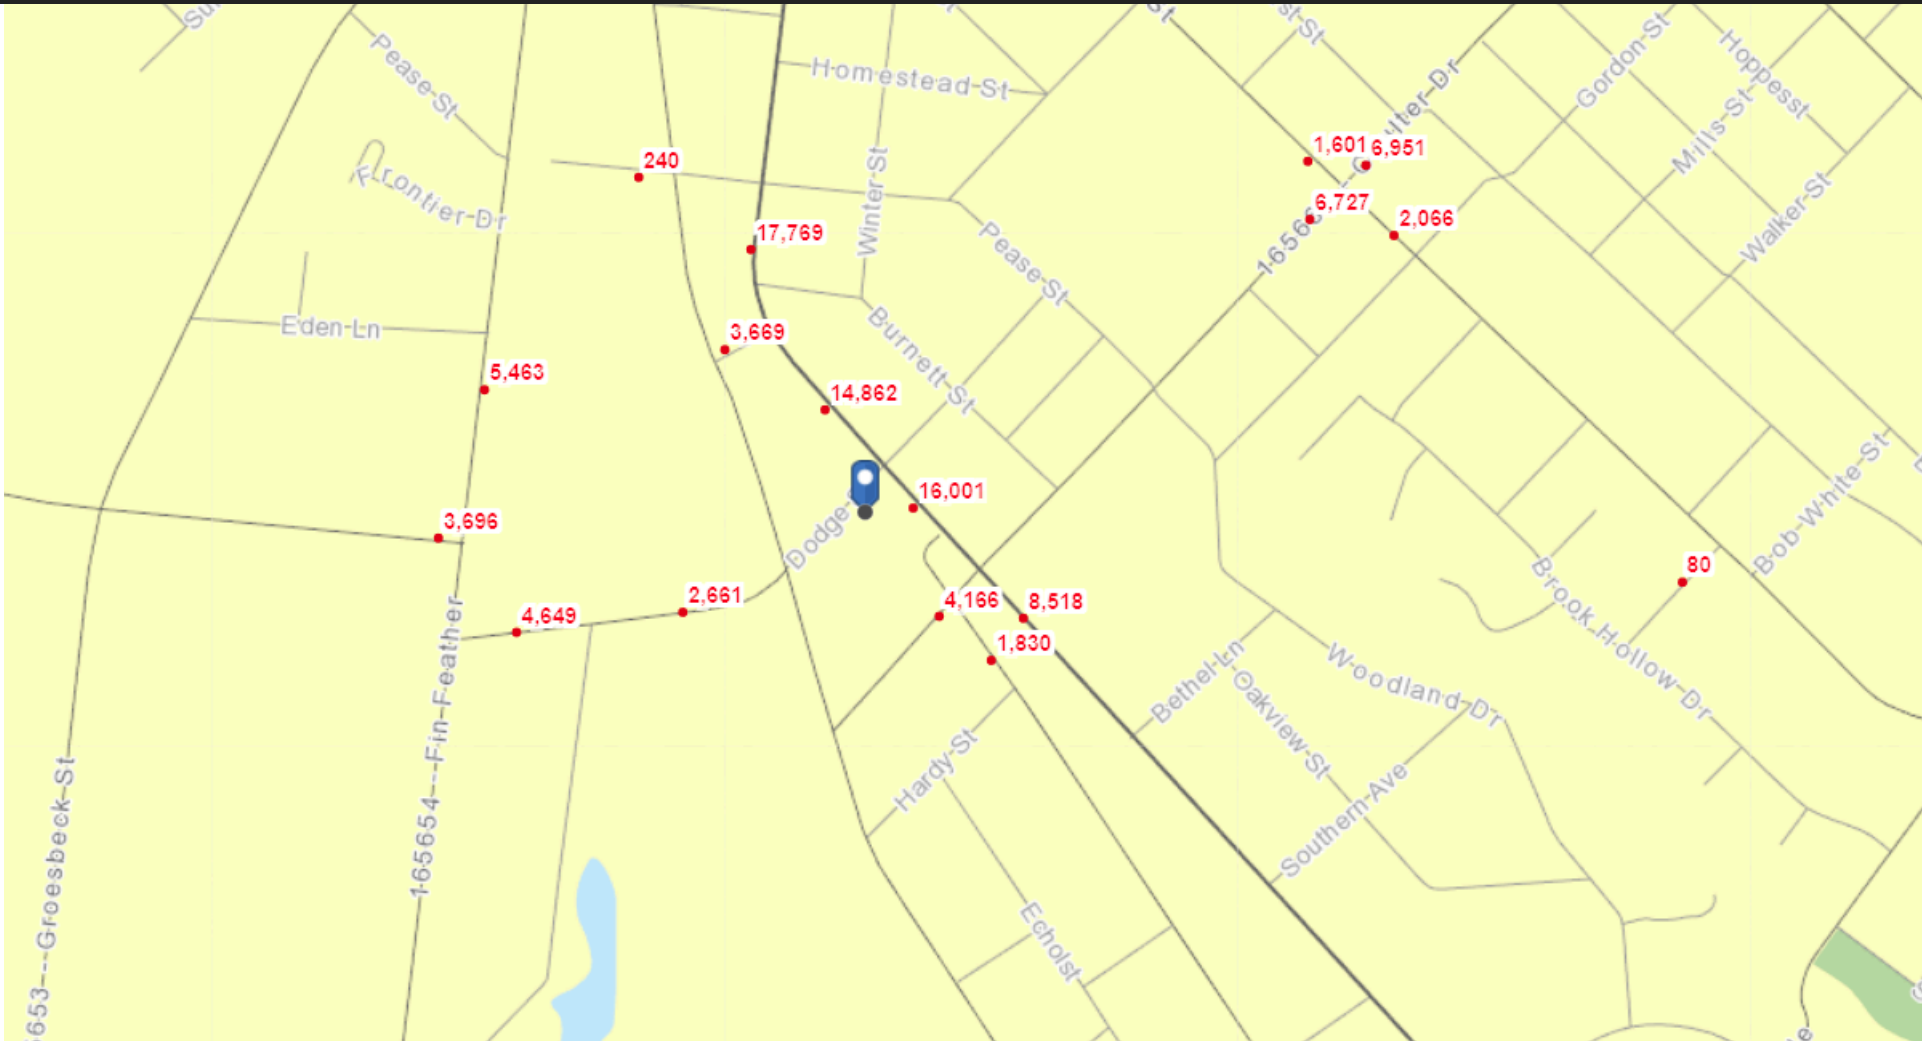 Pease St
Homestead St
Gordon St
Hoppesst
Mills St
Walker St
Winter St
Frontier Dr
240
1,601
6,951
6,727
2,066
17,769
Pease St
Eden Ln
3,669
Burnett St
5,463
14,862
16,001
3,696
Dodge
Bob-White St
80
Brook Hollow Dr
4,649
2,661
4,166
8,518
1,830
165654---Fin-Feather
Woodland Dr
Bethel Ln
Oakview St
Hardy St
Southern Ave
Groesbeck St
Echolst